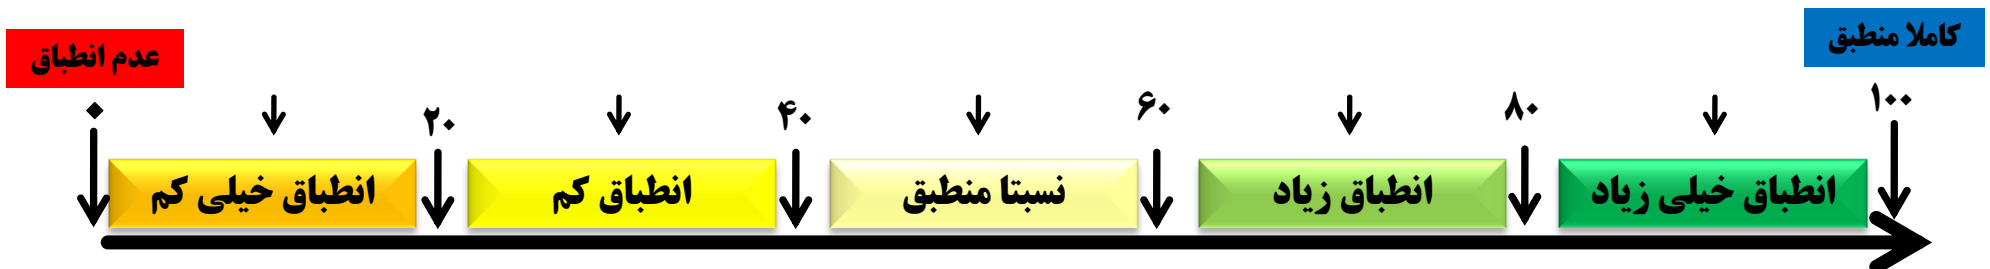 کاملا منطبق
عدم انطباق
۰
۲۰
۴۰
۶۰
۸۰
۱۰۰
انطباق خیلی کم
انطباق کم
نسبتا منطبق
انطباق زیاد
انطباق خیلی زیاد